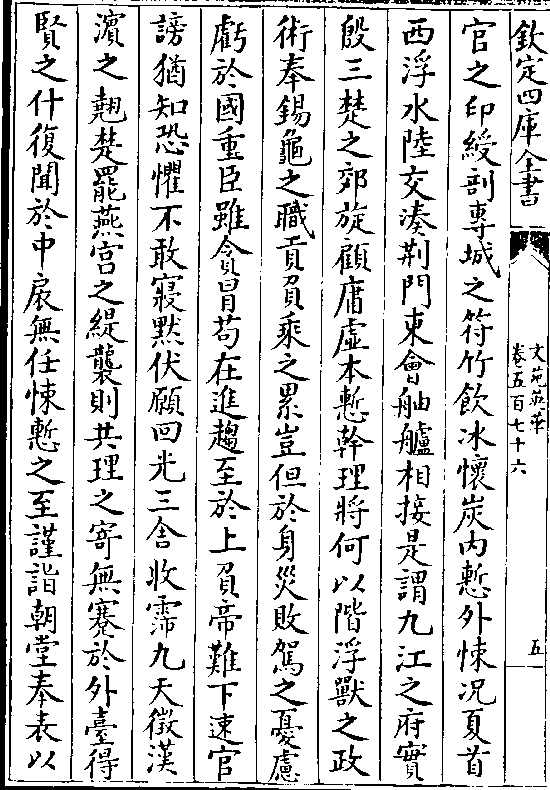 欽定四庫全書
文苑英華
卷五百七十六
五
官之印綬剖專城之符竹飲冰懷炭内慙外悚况夏首
西浮水陸交湊荆門東會舳艫相接是謂九江之府實
殷三楚之郊旋顧庸虚本慙幹理將何以階浮獸之政
術奉錫龜之職貢負乘之累豈但於身災敗駕之憂慮
虧於國重臣雖貪冒苟在進趨至於上負帝難下速官
謗猶知恐懼不敢寢默伏願回光三舍收霈九天徵漢
濱之翹楚罷燕宫之緹襲則共理之寄無蹇於外臺得
賢之什復聞於中扆無任悚慙之至謹詣朝堂奉表以